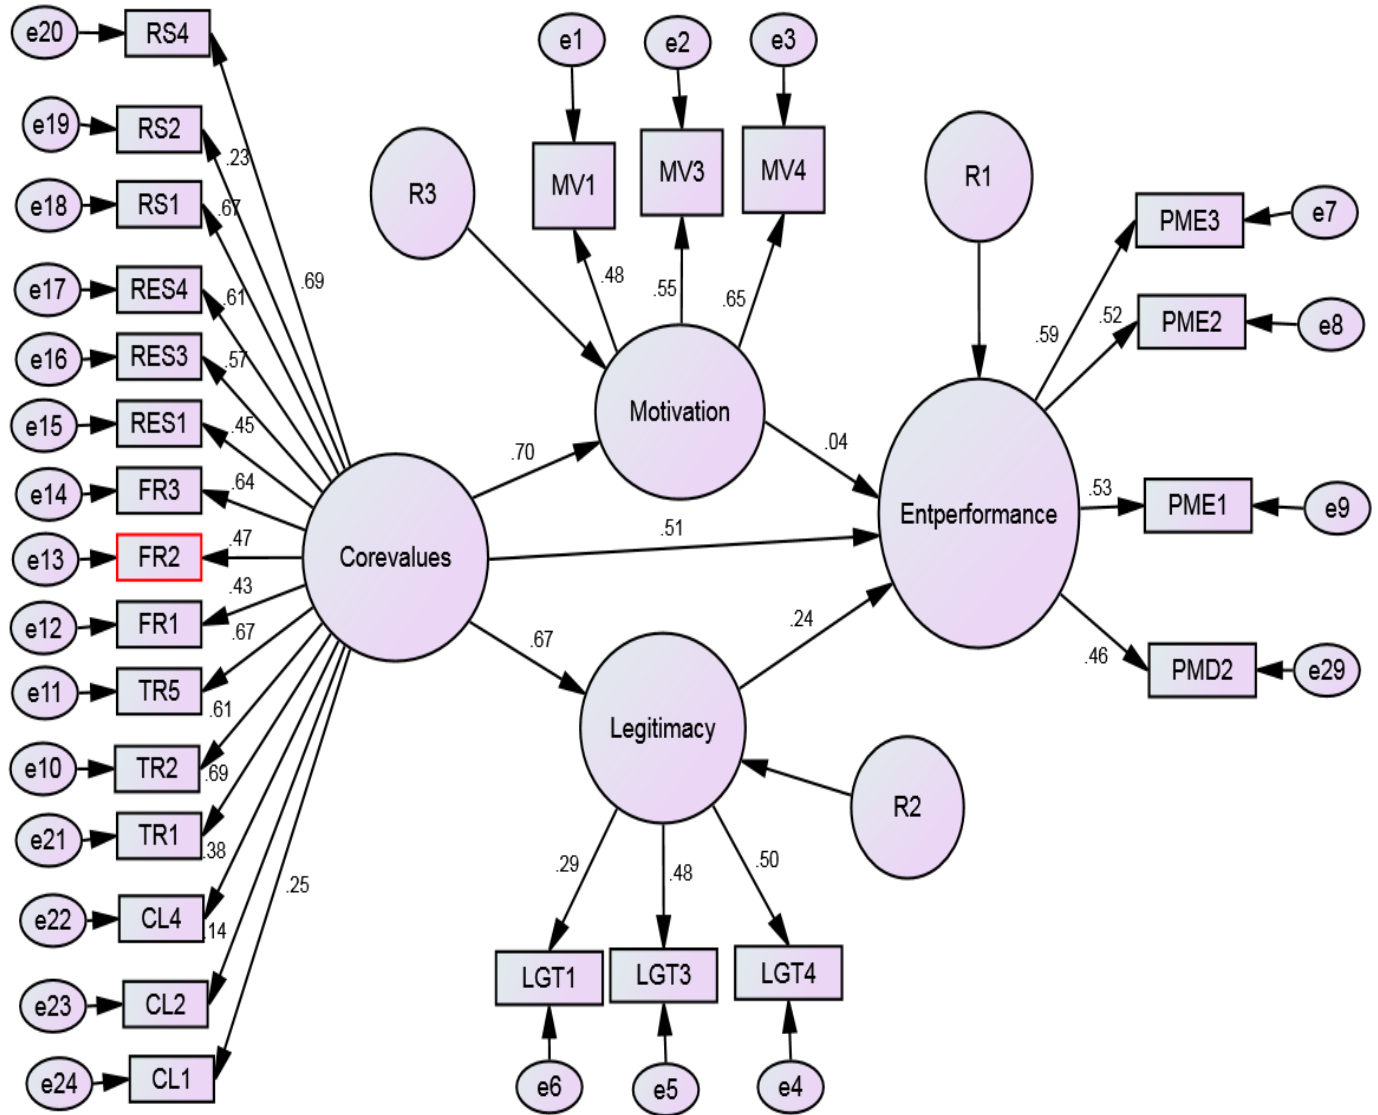 e20
RS4
e1
e2
e3
e19
RS2
.23
MV1
MV3
MV4
R3
R1
e18
RS1
.67
PME3
e7
e17
RES4
.61
.69
.48
.55
.65
e16
RES3
.57
.59
.52
PME2
e8
e15
RES1
.45
Motivation
.04
.70
e14
FR3
.64
.53
PME1
e9
Entperformance
.51
e13
FR2
.47
Corevalues
e12
FR1
.43
.67
.67
.24
e11
TR5
.61
.46
PMD2
e29
Legitimacy
e10
TR2
.69
R2
e21
TR1
.38
.29
.48
.50
.25
e22
CL4
.14
LGT1
LGT3
LGT4
e23
CL2
e24
CL1
e6
e5
e4